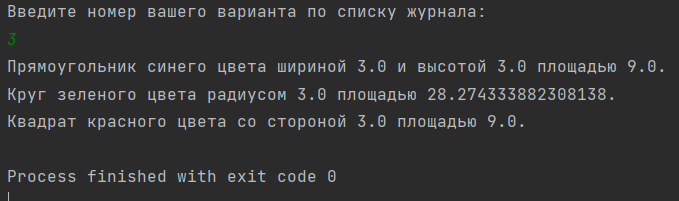 Введите номер вашего варианта по списку журнала:
3
Прямоугольник синего цвета шириной 3.0 и высотой 3.0 площадью 9.0.
Круг зеленого цвета радиусом 3.0 площадью 28.274333882308138.
Квадрат красного цвета со стороной 3.0 площадью 9.0.
Process finished with exit code 0